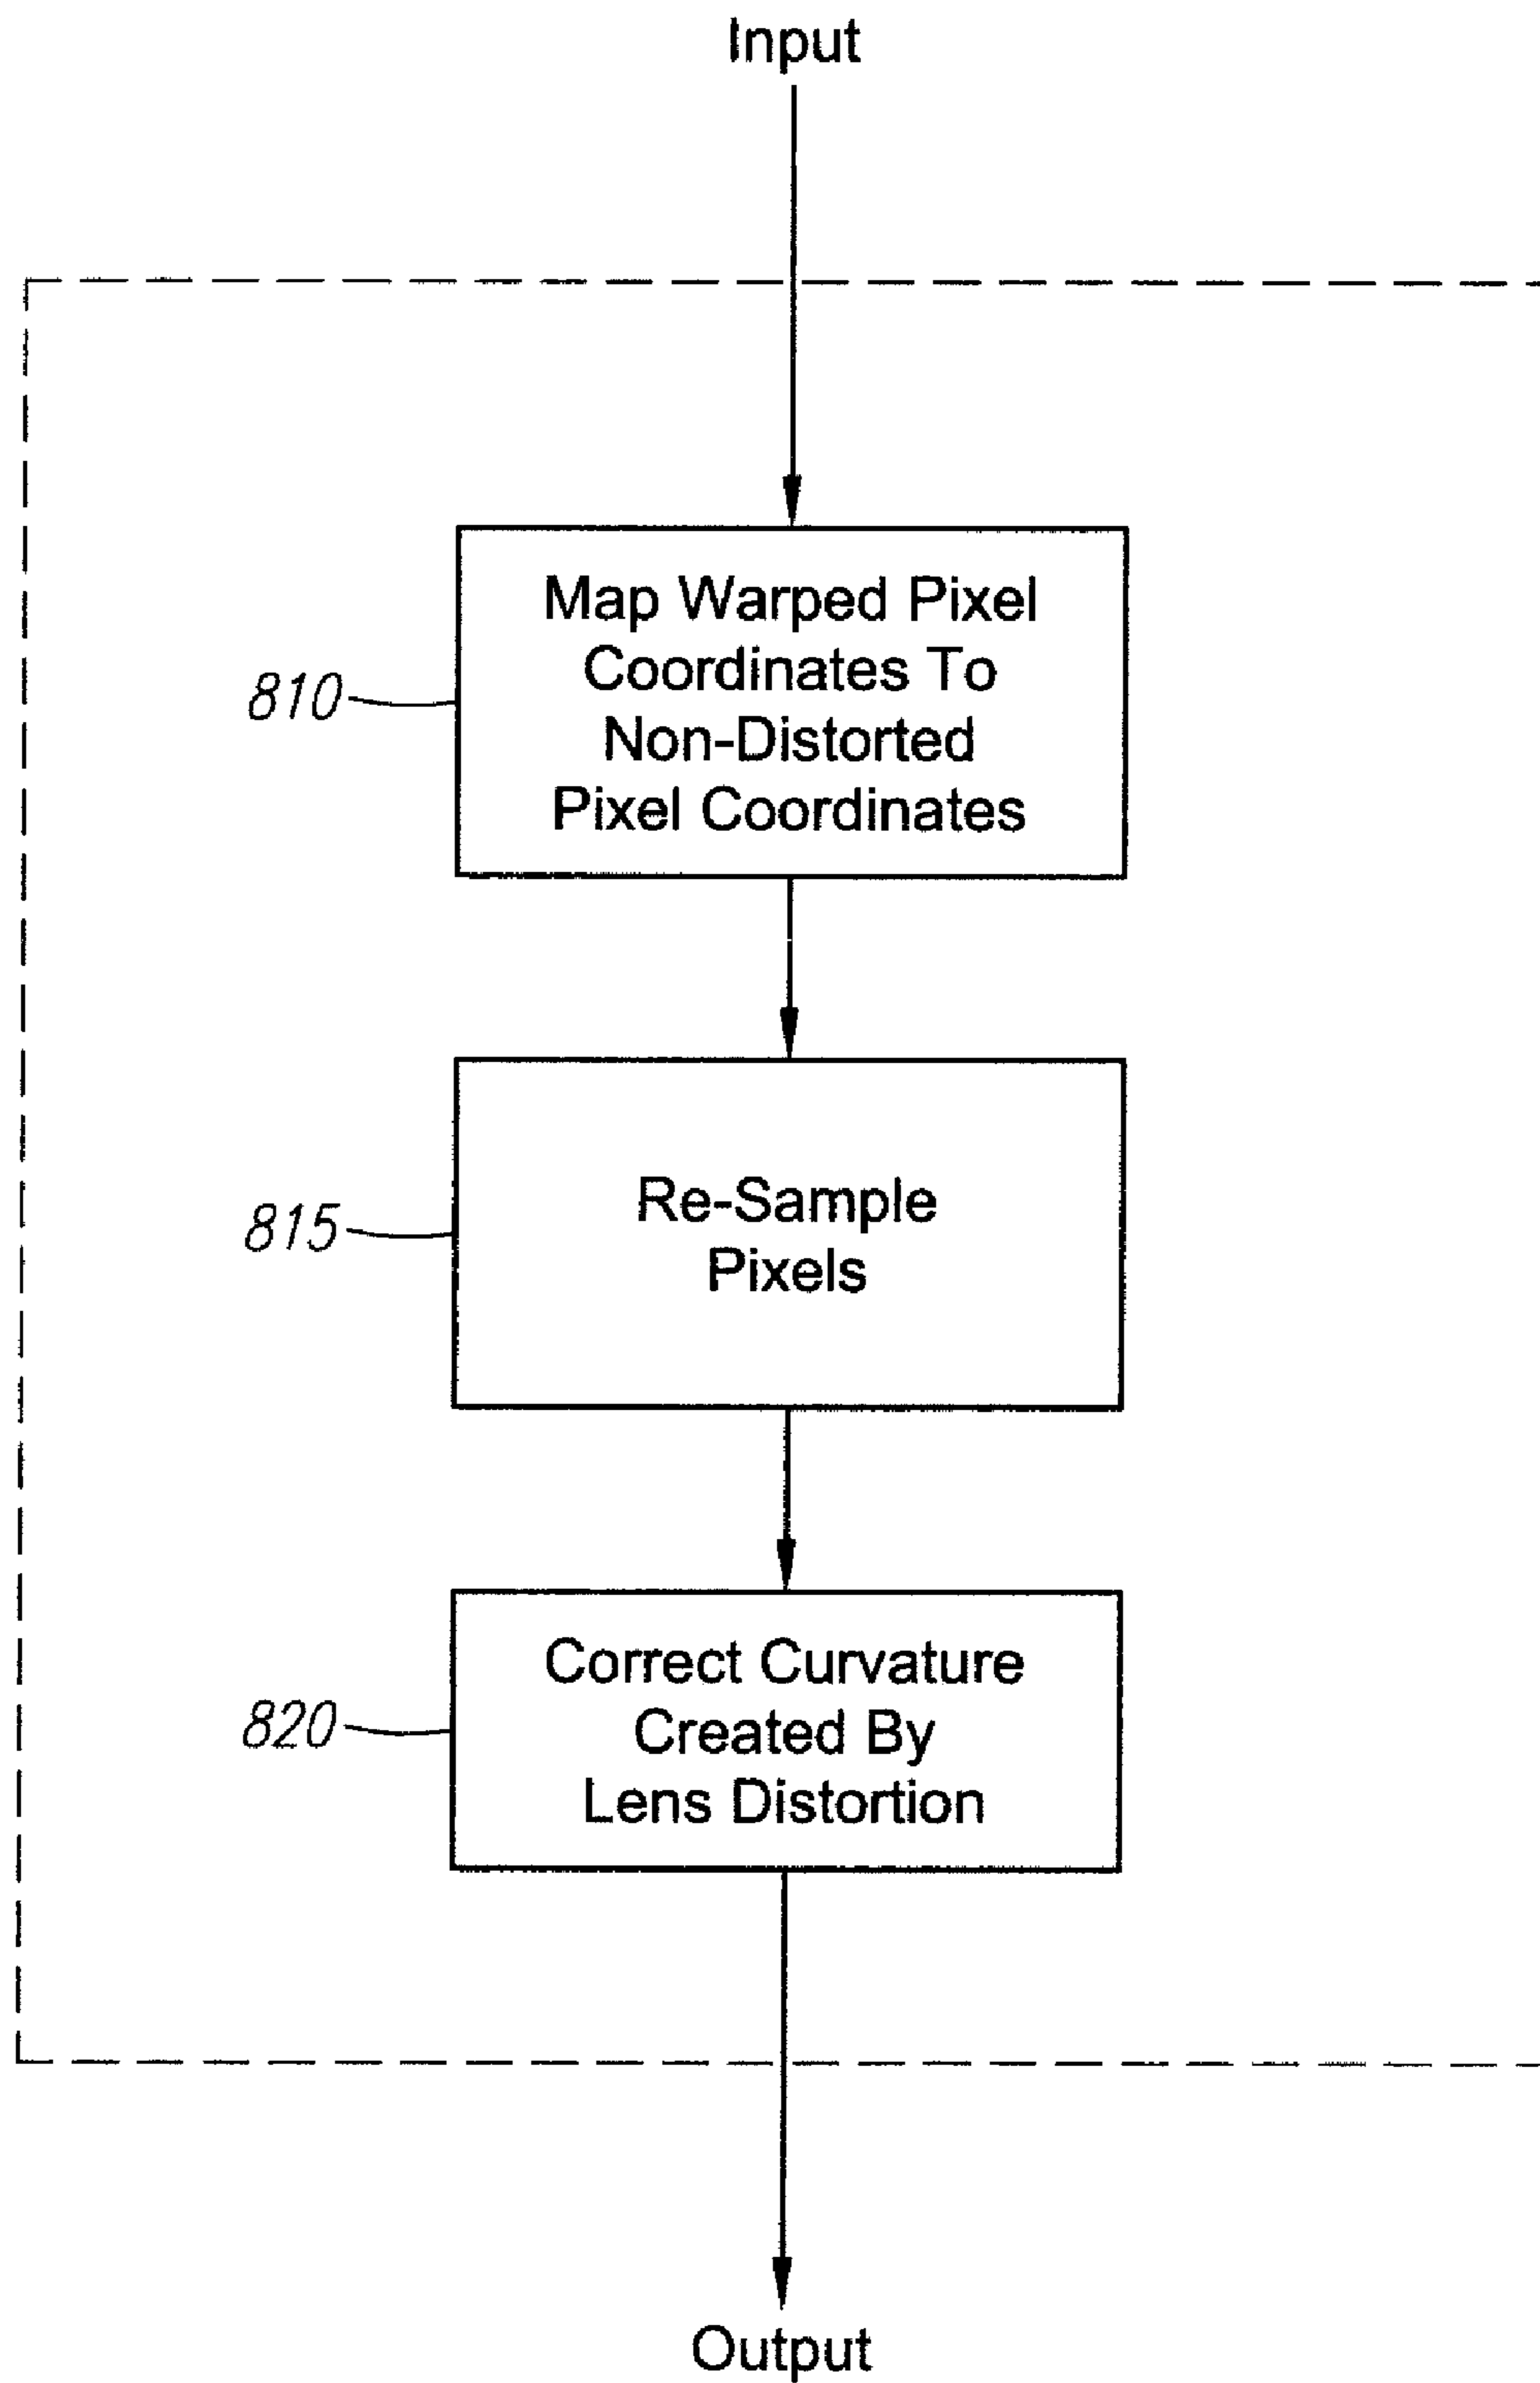 Input
Map Warped Pixel
Coordinates To
Non-Distorted
Pixel Coordinates
810
Re-Sample
Pixels
815
Correct Curvature
Created By
Lens Distortion
820
Output